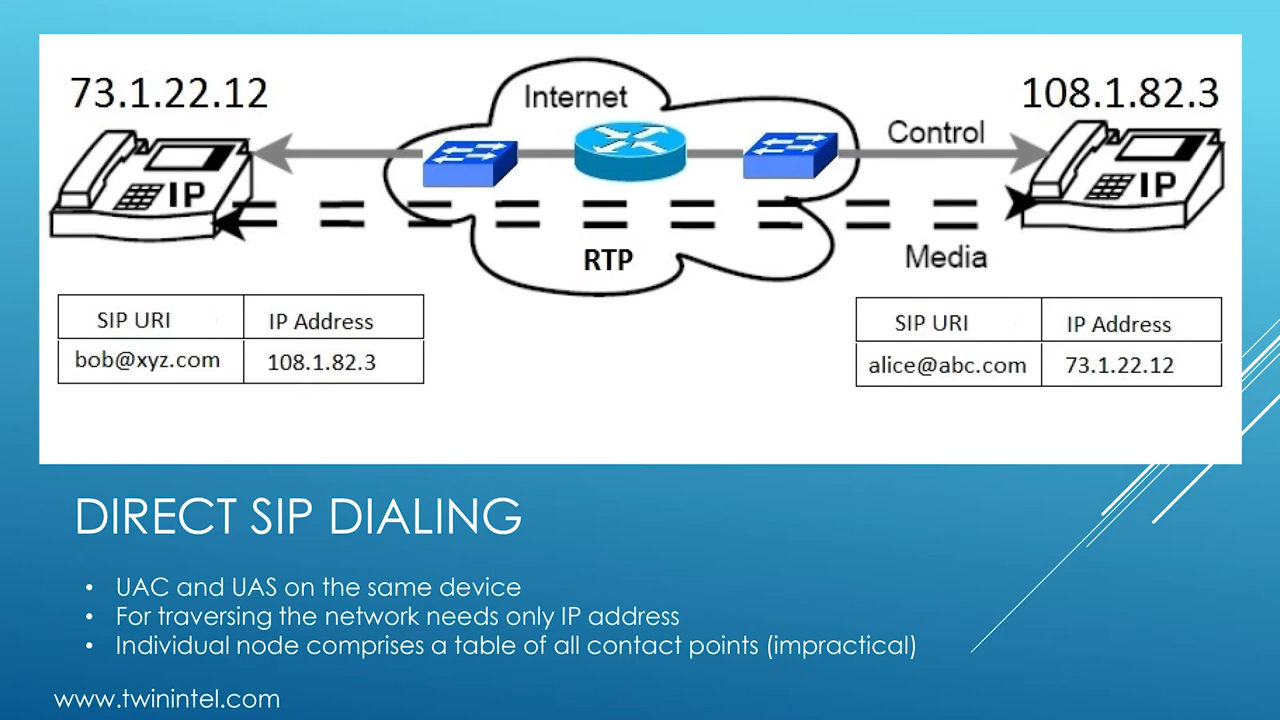 73.1.22.12
Internet
108.1.82.3
Control
IP
IP
RTP
Media
SIP URI IP Address
bob@xyz.com 108.1.82.3
SIP URI IP Address
alice@abc.com 73.1.22.12
DIRECT SIP DIALING
• UAC and UAS on the same device
• For traversing the network needs only IP address
• Individual node comprises a table of all contact points (impractical)
www.twinintel.com